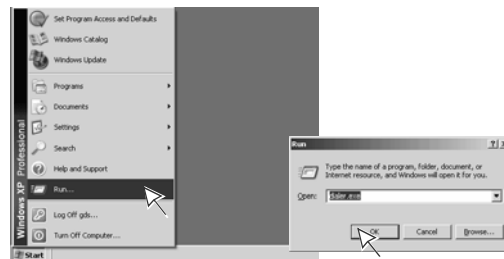 Set Program Access and Defaults
Windows Catalog
Windows Update
Programs
Documents
Settings
Search
Help and Support
Run...
Log Off gds...
Turn Off Computer...
Windows XP Professional
Start
Run
Type the name of a program, folder, document, or
Internet resource, and Windows will open it for you.
Open:
OK
Cancel
Browse...